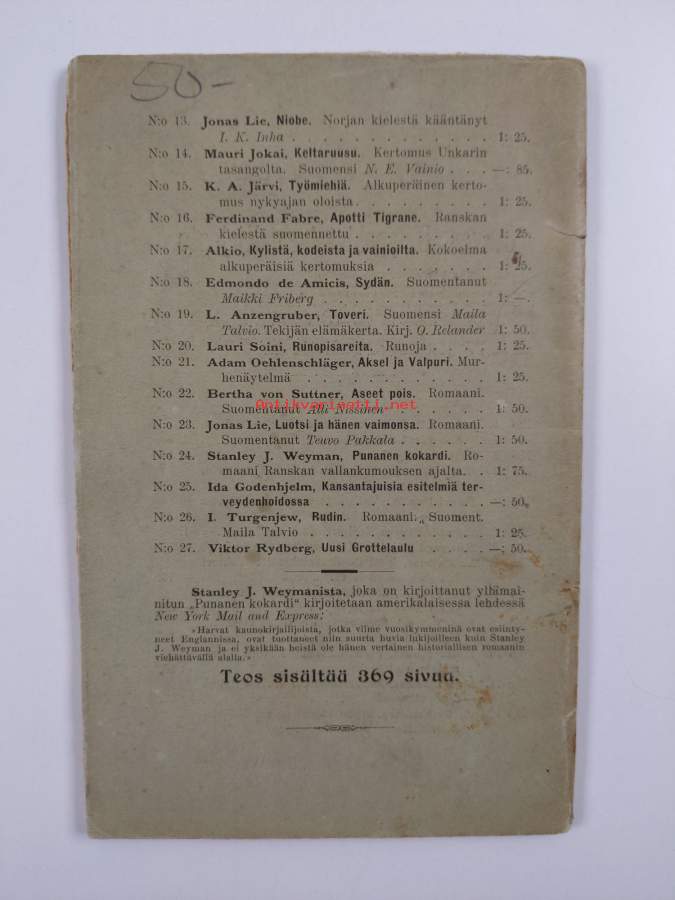 50-
N:o 13. Jonas Lie, Niobe. Norjan kielestä kääntänyt
I. K. Inha . . . . . . . . . . . . . 1: 25.
N:o 14. Mauri Jokai, Keltaruusu. Kertomus Unkarin
tasangolta. Suomensi N. E. Vainio . . . —: 85.
N:o 15. K. A. Järvi, Työmiehiä. Alkuperäinen kerto-
mus nykyajan oloista . . . . . . . . 1: 25.
N:o 16. Ferdinand Fabre, Apotti Tigrane. Ranskan
kielestä suomennettu . . . . . . . . 1: 25.
N:o 17. Alkio, Kylistä, kodeista ja vainioilta. Kokoelma
alkuperäisiä kertomuksia . . . . . . . 1: 25.
N:o 18. Edmondo de Amicis, Sydän. Suomentanut
Maikki Friberg . . . . . . . . . . . 1: —.
N:o 19. L. Anzengruber, Toveri. Suomensi Maila
Talvio. Tekijän elämäkerta. Kirj. O. Relander 1: 50.
N:o 20. Lauri Soini, Runopisareita. Runoja . . . . 1: 25
N:o 21. Adam Oehlenschläger, Aksel ja Valpuri. Mur-
henäytelmä . . . . . . . . . . . . 1: 25.
N:o 22. Bertha von Suttner, Aseet pois. Romaani.
Suomentanut Alli Nissinen . . . . . . 1: 50.
Antikvariaatti.net
N:o 23. Jonas Lie, Luotsi ja hänen vaimonsa. Romaani.
Suomentanut Teuvo Pakkala . . . . . . 1: 50.
N:o 24. Stanley J. Weyman, Punanen kokardi. Ro-
maani Ranskan vallankumouksen ajalta. . 1: 75.
N:o 25. Ida Godenhjelm, Kansantajuisia esitelmiä ter-
veydenhoidossa . . . . . . . . . . . —: 50.
N:o 26. I. Turgenjew, Rudin. Romaani. Suoment.
Maila Talvio . . . . . . . . . . . . 1: 25.
N:o 27. Viktor Rydberg, Uusi Grottelaulu . . . . —: 50.
Stanley J. Weymanista, joka on kirjoittanut ylhämai-
nitun „Punanen kokardi" kirjoitetaan amerikalaisessa lehdessä
New York Mail and Express:
»Harvat kaunokirjailijoista, jotka viime vuosikymmeninä ovat esiinty-
neet Englannissa, ovat tuottaneet niin suurta huvia lukijoilleen kuin Stanley
J. Weyman ja ei yksikään heistä ole hänen vertainen historiallisen romaanin
viehättävällä alalla.»
Teos sisältää 369 sivua.